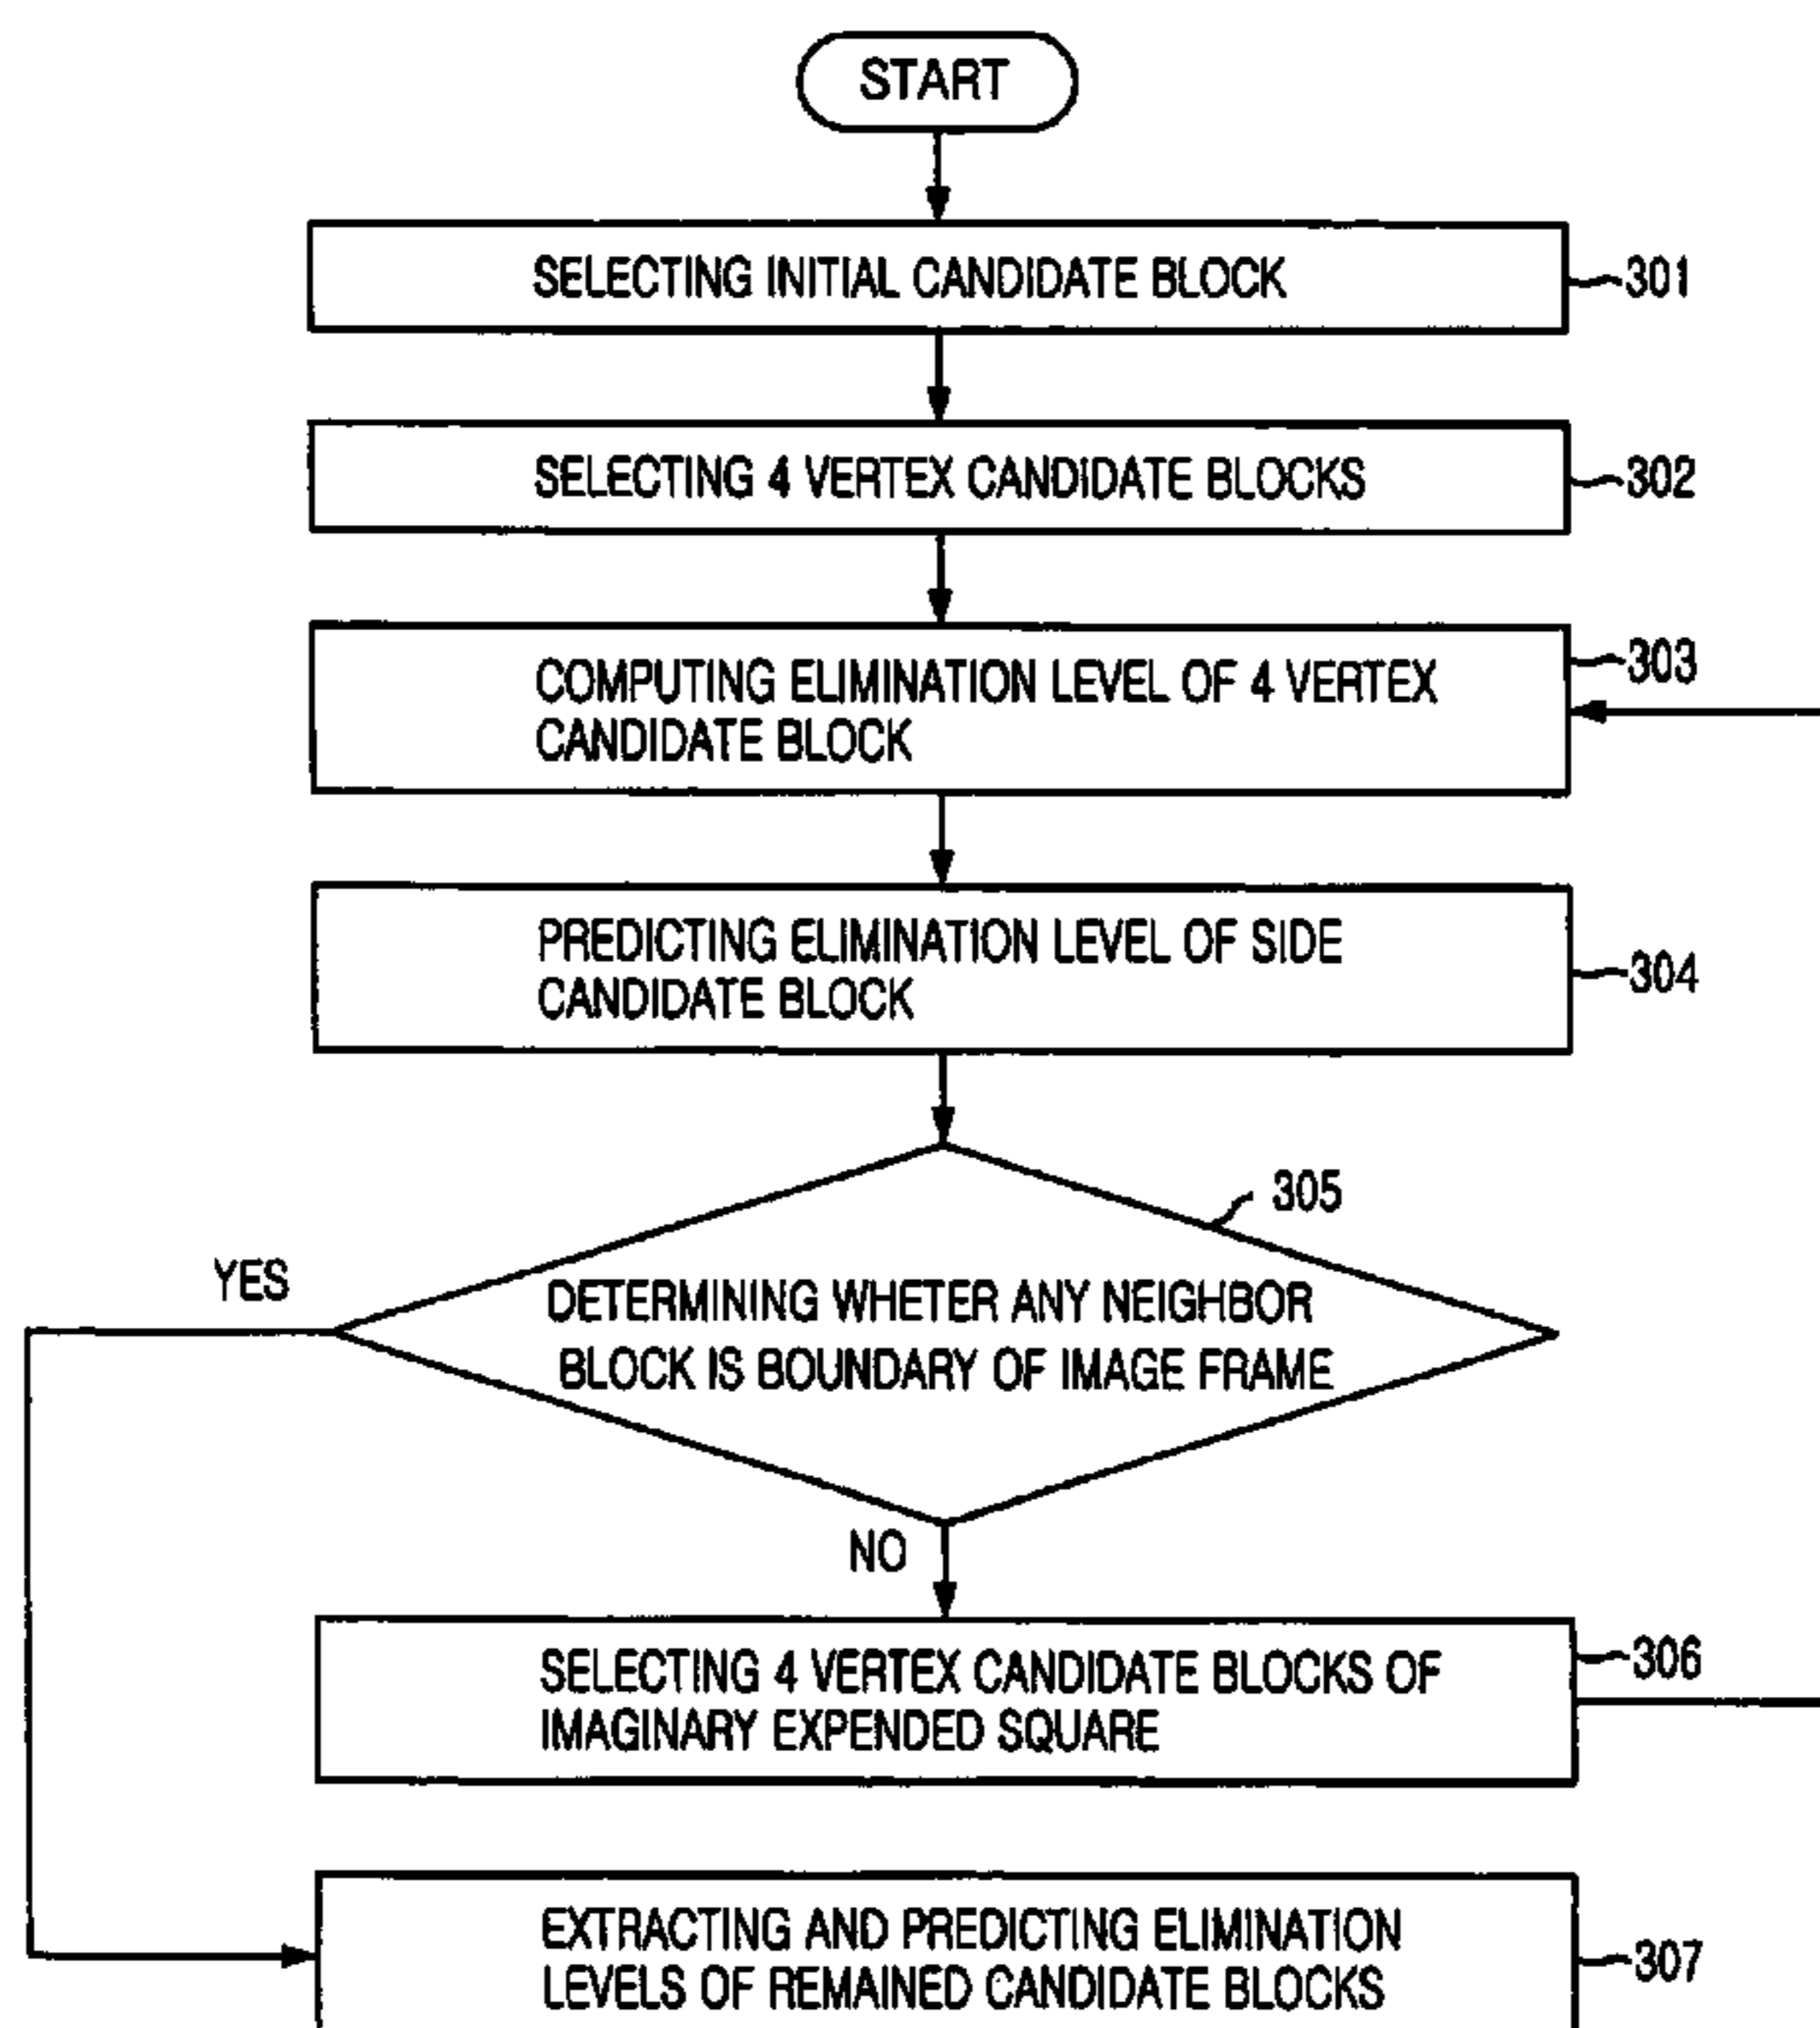 START
SELECTING INITIAL CANDIDATE BLOCK
301
SELECTING 4 VERTEX CANDIDATE BLOCKS
302
COMPUTING ELIMINATION LEVEL OF 4 VERTEX
CANDIDATE BLOCK
303
PREDICTING ELIMINATION LEVEL OF SIDE
CANDIDATE BLOCK
304
305
YES
DETERMINING WHETER ANY NEIGHBOR
BLOCK IS BOUNDARY OF IMAGE FRAME
NO
SELECTING 4 VERTEX CANDIDATE BLOCKS OF
IMAGINARY EXPENDED SQUARE
306
EXTRACTING AND PREDICTING ELIMINATION
LEVELS OF REMAINED CANDIDATE BLOCKS
307